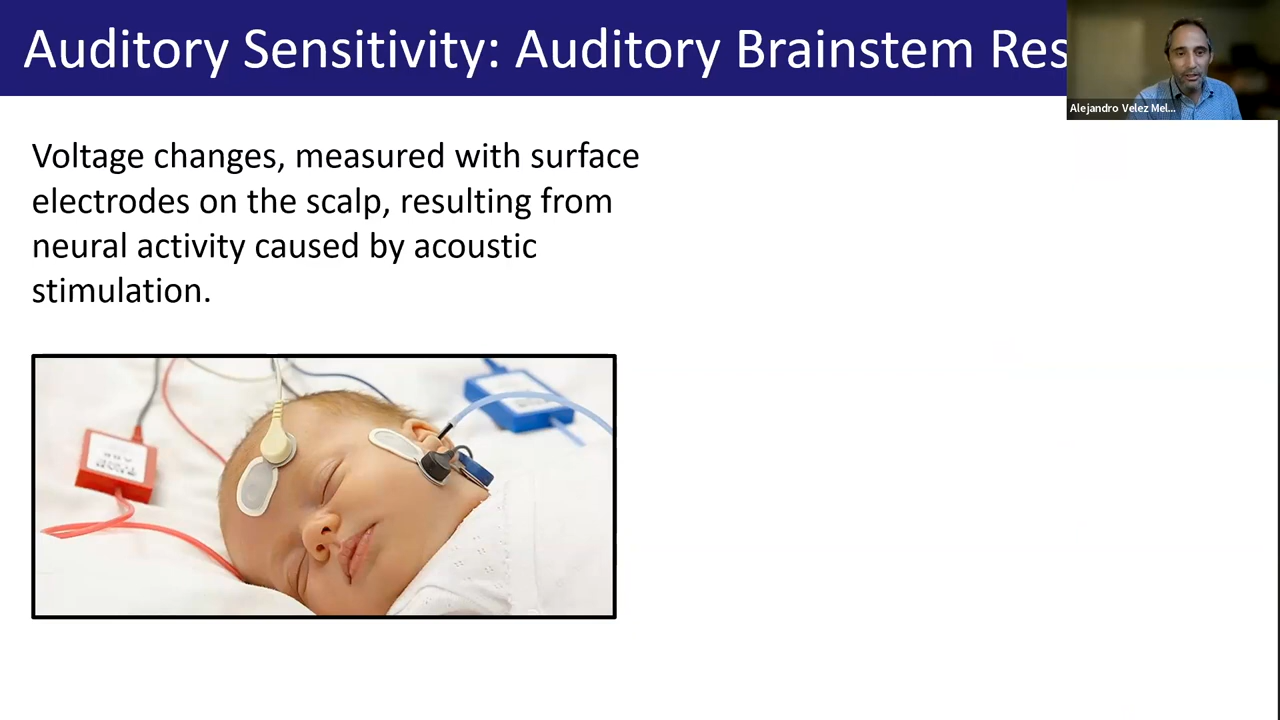 Auditory Sensitivity: Auditory Brainstem Res
Alejandro Velez Mel...
Voltage changes, measured with surface
electrodes on the scalp, resulting from
neural activity caused by acoustic
stimulation.